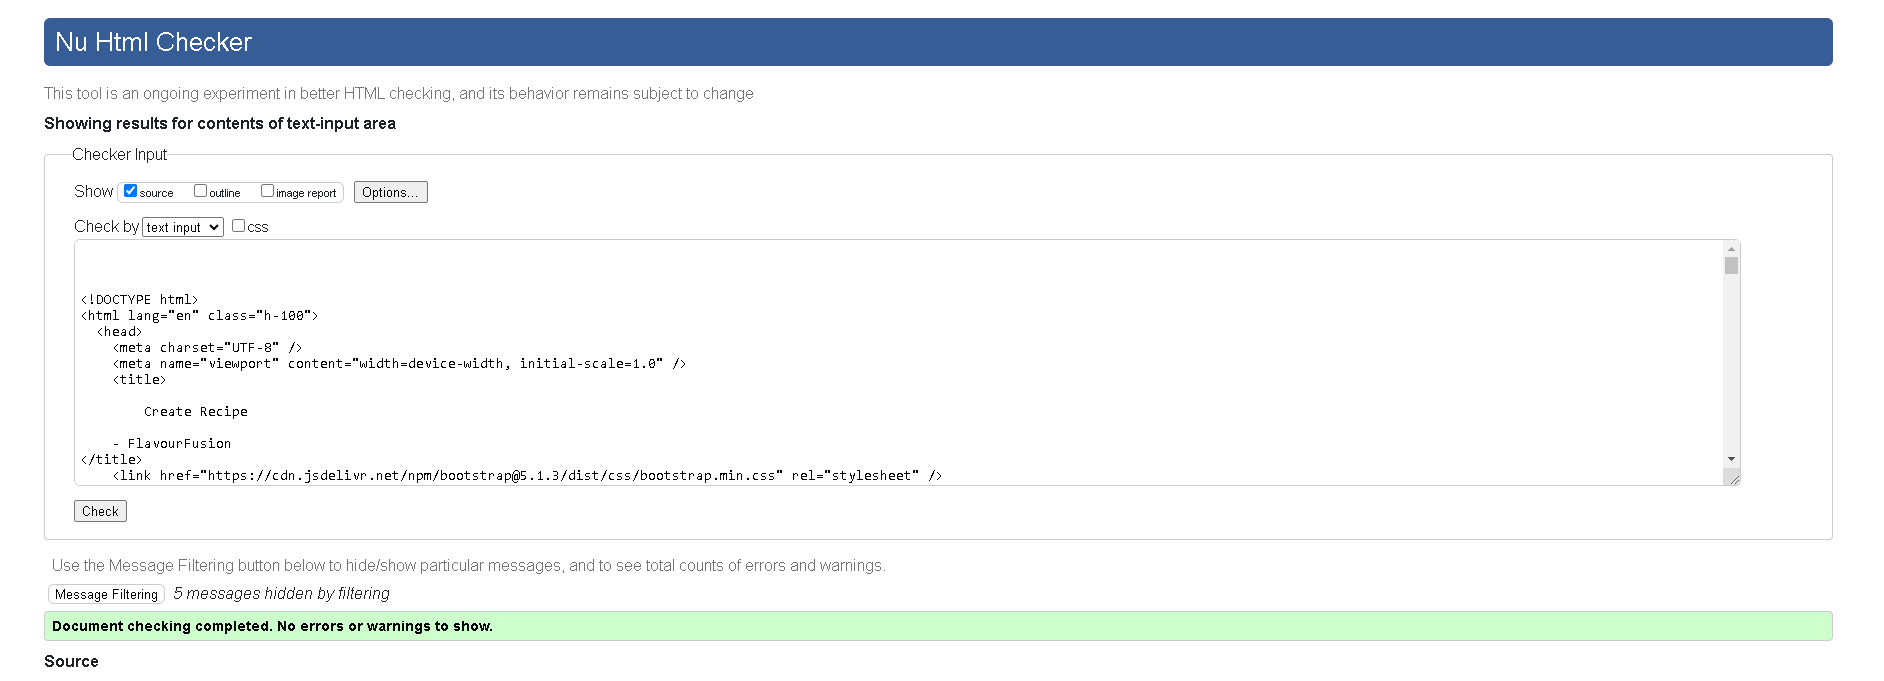 Nu Html Checker
This tool is an ongoing experiment in better HTML checking, and its behavior remains subject to change
Showing results for contents of text-input area
Checker Input
Show source outline image report Options...
Check by text input css
<!DOCTYPE html>
<html lang="en" class="h-100">
  <head>
    <meta charset="UTF-8" />
    <meta name="viewport" content="width=device-width, initial-scale=1.0" />
    <title>
        Create Recipe
    - FlavourFusion
</title>
    <link href="https://cdn.jsdelivr.net/npm/bootstrap@5.1.3/dist/css/bootstrap.min.css" rel="stylesheet" />
Check
Use the Message Filtering button below to hide/show particular messages, and to see total counts of errors and warnings.
Message Filtering 5 messages hidden by filtering
Document checking completed. No errors or warnings to show.
Source